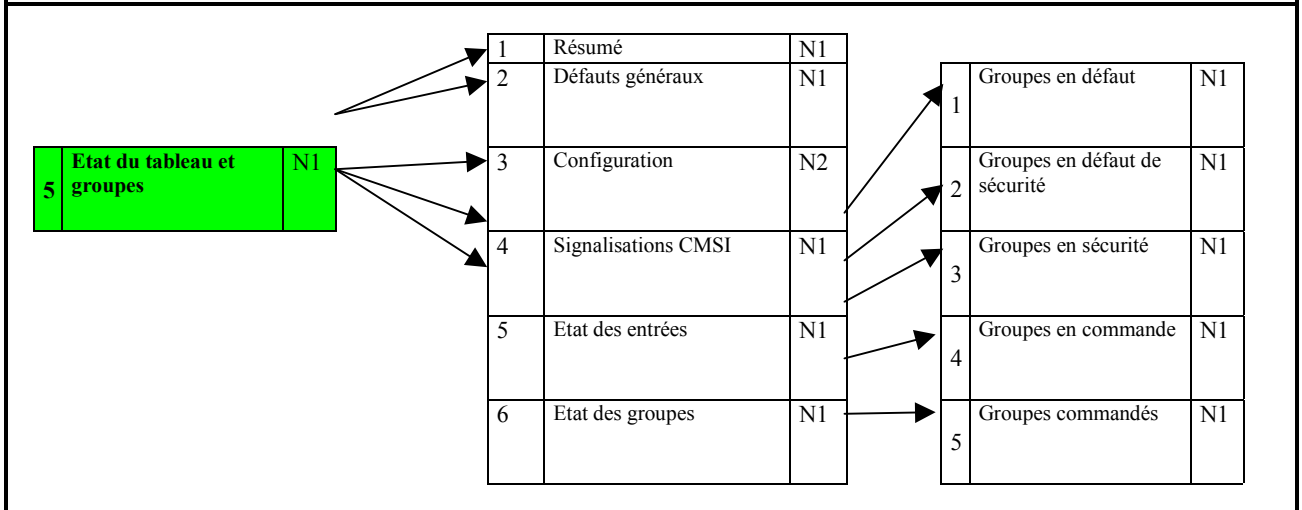 5 Etat du tableau et groupes N1
1 Résumé N1
2 Défauts généraux N1
3 Configuration N2
4 Signalisations CMSI N1
5 Etat des entrées N1
6 Etat des groupes N1
1 Groupes en défaut N1
2 Groupes en défaut de sécurité N1
3 Groupes en sécurité N1
4 Groupes en commande N1
5 Groupes commandés N1